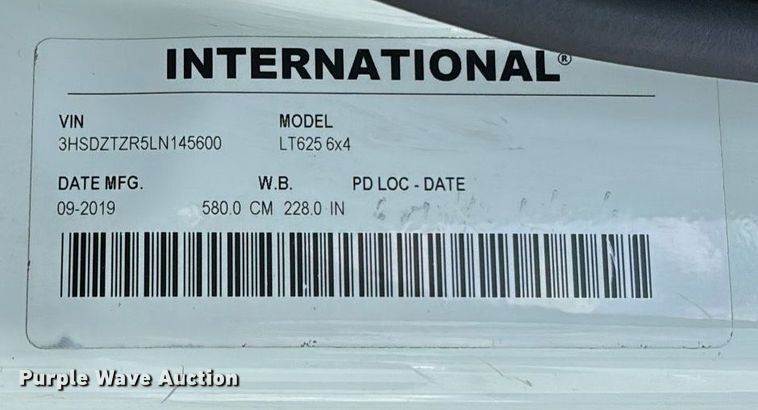 INTERNATIONAL®
VIN MODEL
3HSDZTZR5LN145600 LT625 6x4
DATE MFG. W.B. PD LOC - DATE
09-2019 580.0 CM 228.0 IN
Purple Wave Auction